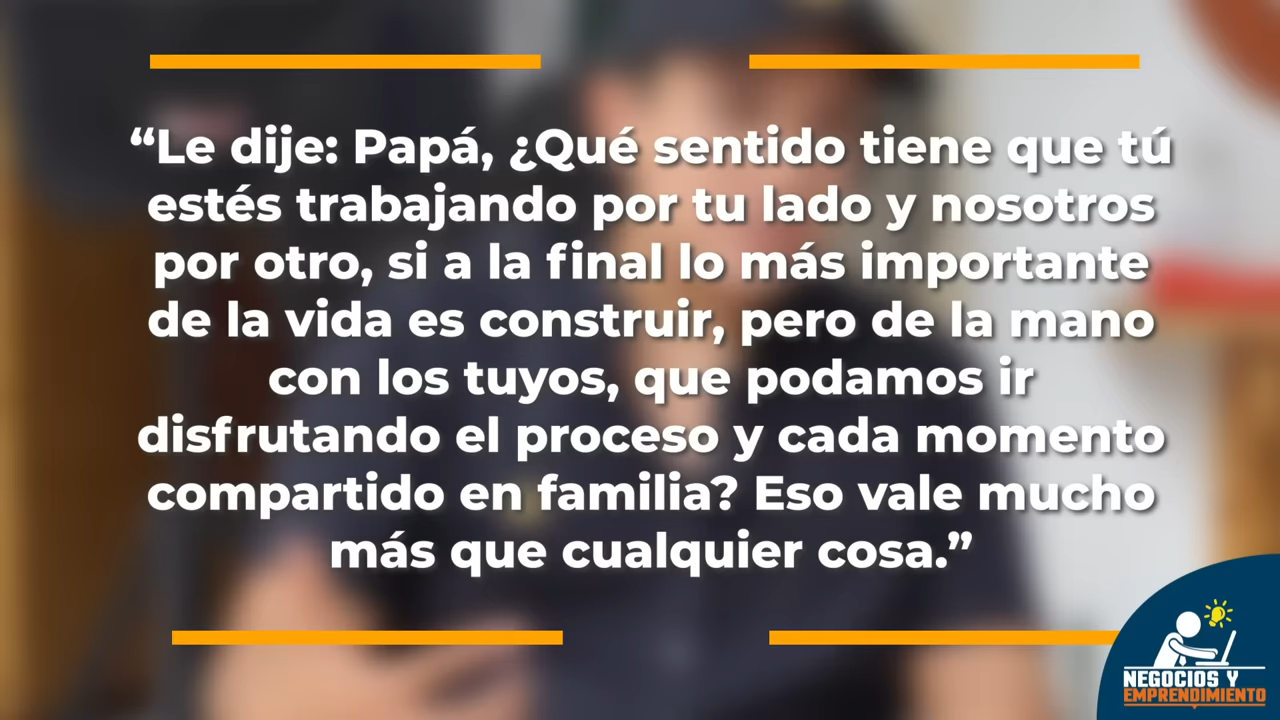 “Le dije: Papá, ¿Qué sentido tiene que tú
estés trabajando por tu lado y nosotros
por otro, si a la final lo más importante
de la vida es construir, pero de la mano
con los tuyos, que podamos ir
disfrutando el proceso y cada momento
compartido en familia? Eso vale mucho
más que cualquier cosa.”
NEGOCIOS Y
EMPRENDIMIENTO